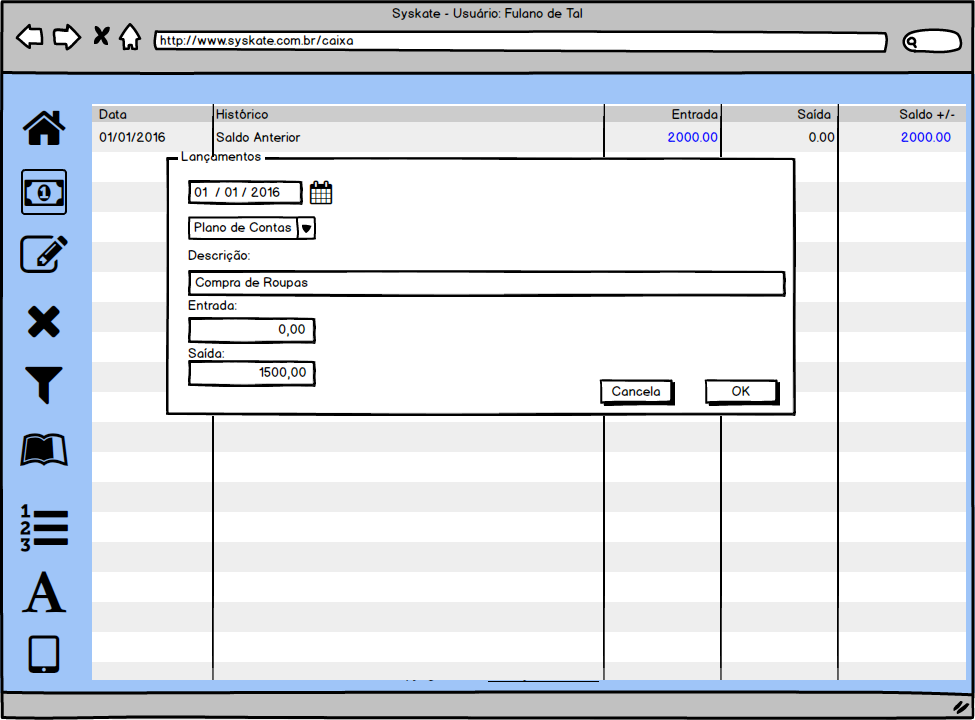 Syskate - Usuário: Fulano de Tal
http://www.syskate.com.br/caixa
Data Histórico Entrada Saída Saldo +/-
01/01/2016 Saldo Anterior 2000.00 0.00 2000.00
Lançamentos
01 / 01 / 2016
Plano de Contas
Descrição:
Compra de Roupas
Entrada:
0,00
Saída:
1500,00
Cancela OK
1
1
2
3
A